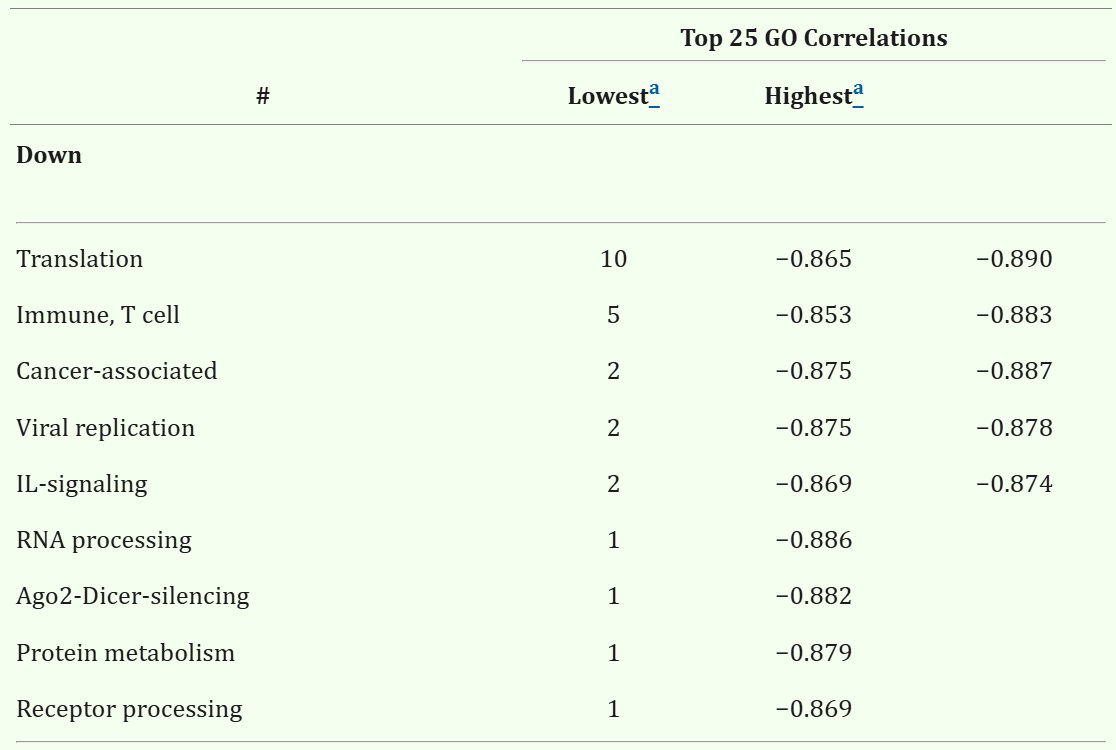 Top 25 GO Correlations
# Lowesta Highesta
Down
Translation 10 −0.865 −0.890
Immune, T cell 5 −0.853 −0.883
Cancer-associated 2 −0.875 −0.887
Viral replication 2 −0.875 −0.878
IL-signaling 2 −0.869 −0.874
RNA processing 1 −0.886
Ago2-Dicer-silencing 1 −0.882
Protein metabolism 1 −0.879
Receptor processing 1 −0.869